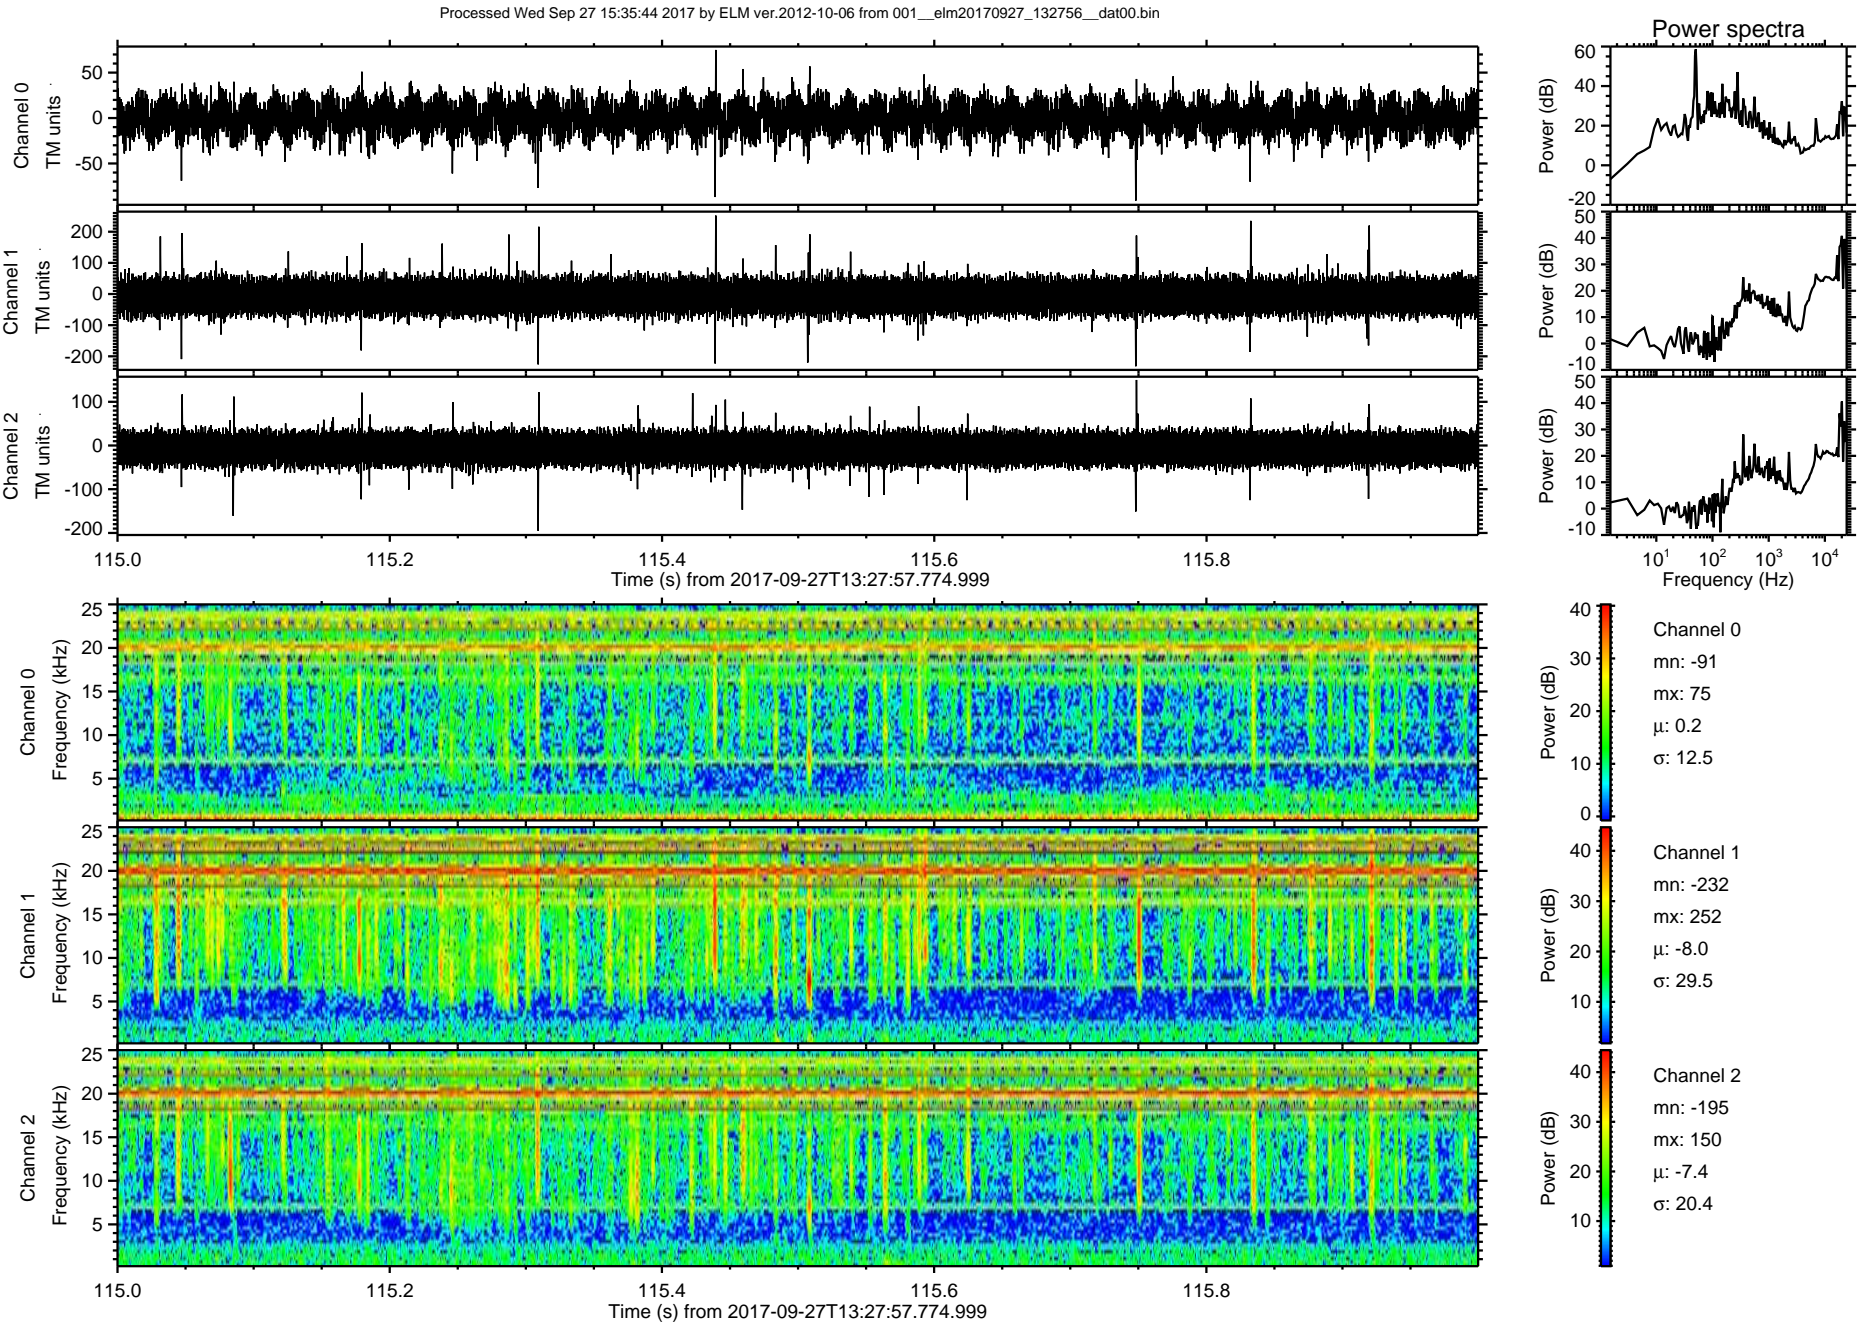 Processed Wed Sep 27 15:35:44 2017 by ELM ver.2012-10-06 from 001__elm20170927_132756__dat00.bin
Power spectra
Channel 0
TM units
50
0
-50
Power (dB)
60
40
20
0
-20
Channel 1
TM units
200
100
0
-100
-200
Power (dB)
50
40
30
20
10
0
-10
Channel 2
TM units
100
0
-100
-200
Power (dB)
50
40
30
20
10
0
-10
115.0 115.2 115.4 115.6 115.8
Time (s) from 2017-09-27T13:27:57.774.999
10¹ 10² 10³ 10⁴
Frequency (Hz)
Channel 0
Frequency (kHz)
25
20
15
10
5
Power (dB)
40
30
20
10
0
Channel 0
mn: -91
mx: 75
μ: 0.2
σ: 12.5
Channel 1
Frequency (kHz)
25
20
15
10
5
Power (dB)
40
30
20
10
Channel 1
mn: -232
mx: 252
μ: -8.0
σ: 29.5
Channel 2
Frequency (kHz)
25
20
15
10
5
Power (dB)
40
30
20
10
Channel 2
mn: -195
mx: 150
μ: -7.4
σ: 20.4
115.0 115.2 115.4 115.6 115.8
Time (s) from 2017-09-27T13:27:57.774.999